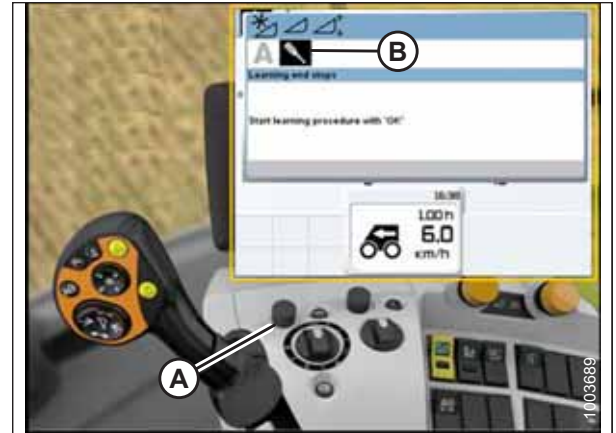 A
B
Learning end stops
Start learning procedure with 'OK'
16:30
1.00 h
6.0
km/h
A
1003689